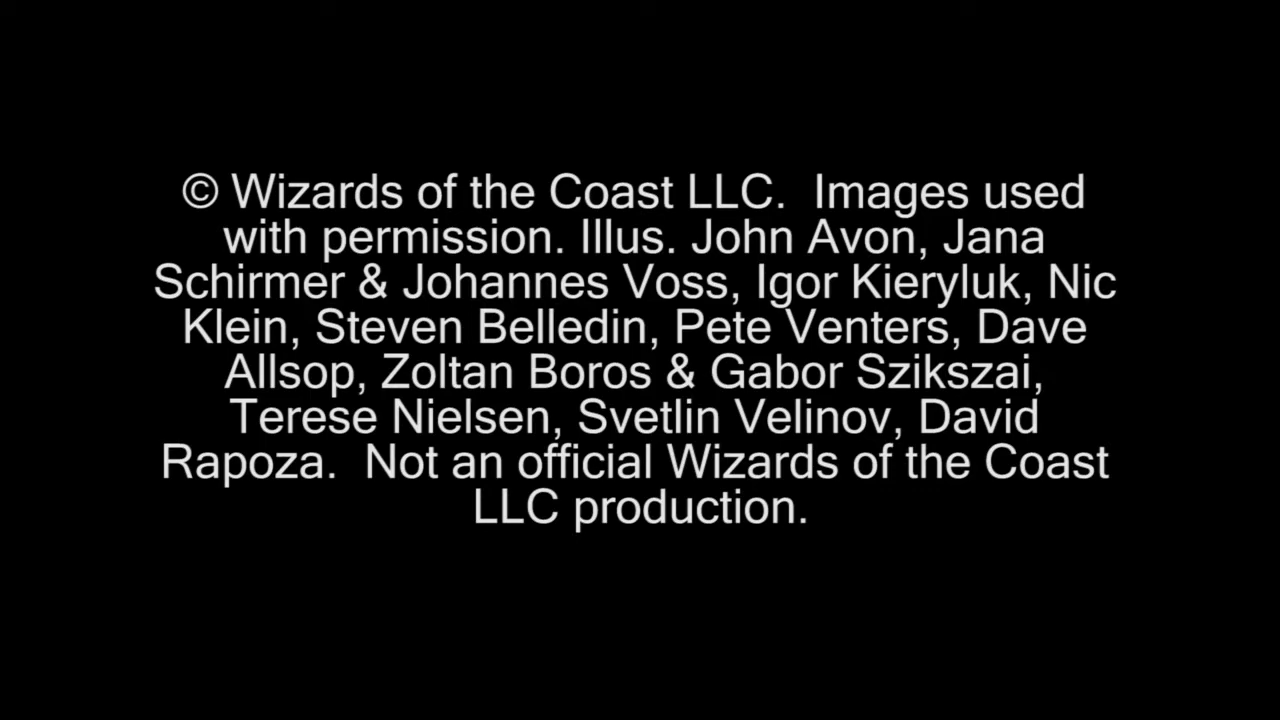 © Wizards of the Coast LLC.  Images used
with permission. Illus. John Avon, Jana
Schirmer & Johannes Voss, Igor Kieryluk, Nic
Klein, Steven Belledin, Pete Venters, Dave
Allsop, Zoltan Boros & Gabor Szikszai,
Terese Nielsen, Svetlin Velinov, David
Rapoza.  Not an official Wizards of the Coast
LLC production.